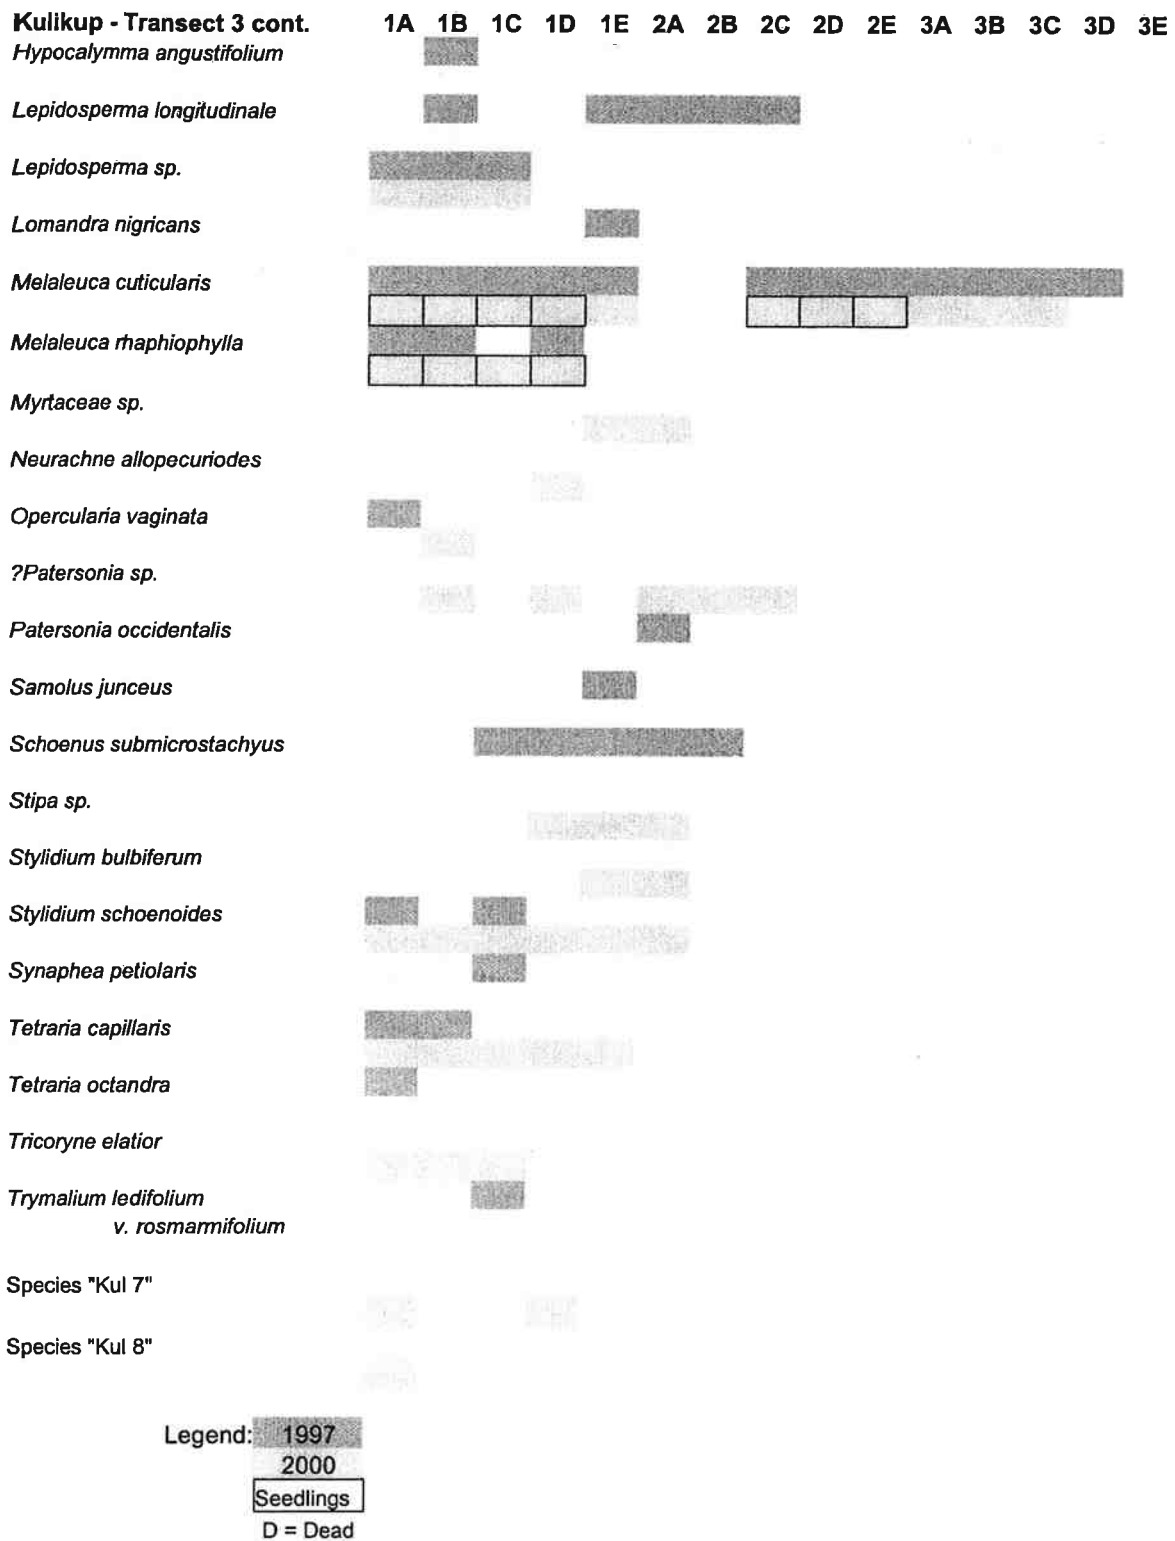 Kulikup - Transect 3 cont. 1A 1B 1C 1D 1E 2A 2B 2C 2D 2E 3A 3B 3C 3D 3E
Hypocalymma angustifolium
Lepidosperma longitudinale
Lepidosperma sp.
Lomandra nigricans
Melaleuca cuticularis
Melaleuca rhaphiophylla
Myrtaceae sp.
Neurachne allopecuriodes
Opercularia vaginata
?Patersonia sp.
Patersonia occidentalis
Samolus junceus
Schoenus submicrostachyus
Stipa sp.
Stylidium bulbiferum
Stylidium schoenoides
Synaphea petiolaris
Tetraria capillaris
Tetraria octandra
Tricoryne elatior
Trymalium ledifolium
v. rosmarnifolium
Species "Kul 7"
Species "Kul 8"
Legend: 1997
2000
Seedlings
D = Dead